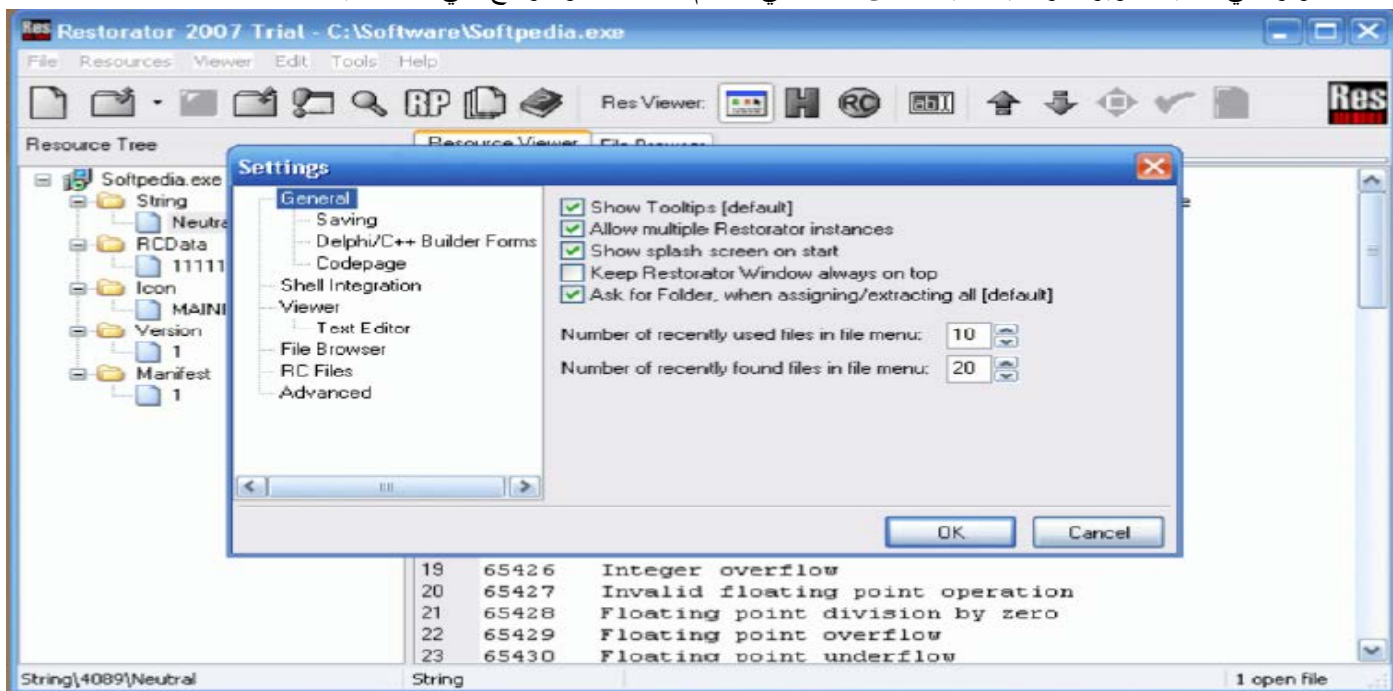 Restorator 2007 Trial - C:\Software\Softpedia.exe
File Resources Viewer Edit Tools Help
RP
Res Viewer:
H
RC
Res
Resource Tree
Resource Viewer
File Browser
Softpedia.exe
String
RCData
11111
Icon
Version
1
Manifest
1
Settings
General
Saving
Delphi/C++ Builder Forms
Codepage
Shell Integration
Viewer
Text Editor
File Browser
RC Files
Advanced
Show Tooltips [default]
Allow multiple Restorator instances
Show splash screen on start
Keep Restorator Window always on top
Ask for Folder, when assigning/extracting all [default]
Number of recently used files in file menu: 10
Number of recently found files in file menu: 20
OK
Cancel
19 65426 Integer overflow
20 65427 Invalid floating point operation
21 65428 Floating point division by zero
22 65429 Floating point overflow
23 65430 Floating point underflow
String\4089\Neutral
String
1 open file